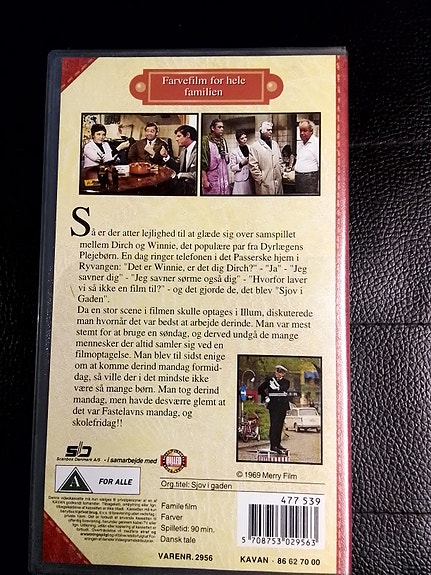 Farvefilm for hele
familien
Så er der atter lejlighed til at glæde sig over samspillet
mellem Dirch og Winnie, det populære par fra Dyrlægens
Plejebørn. En dag ringer telefonen i det Passerske hjem i
Ryvangen: "Det er Winnie, er det dig Dirch?" - "Ja" - "Jeg
savner dig" - "Jeg savner sørme også dig" - "Hvorfor laver
vi så ikke en film til?" - og det gjorde de, det blev "Sjov i
Gaden".
Da en stor scene i filmen skulle optages i Illum, diskuterede
man hvornår det var bedst at arbejde derinde. Man var mest
stemt for at bruge en søndag, og derved undgå de mange
mennesker der altid samler sig ved en
filmoptagelse. Man blev til sidst enige
om at komme derind mandag formid-
dag, så ville der i det mindste ikke
være så mange børn. Man tog derind
mandag, men havde desværre glemt at
det var Fastelavns mandag, og
skolefridag!!
Scanbox Danmark A/S - i samarbejde med
© 1969 Merry Film
A FOR ALLE
Org.titel: Sjov i gaden
Familiefilm
Farver
Spilletid: 90 min.
Dansk tale
477 539
5 708753 029563
VARENR. 2956 KAVAN - 86 62 70 00